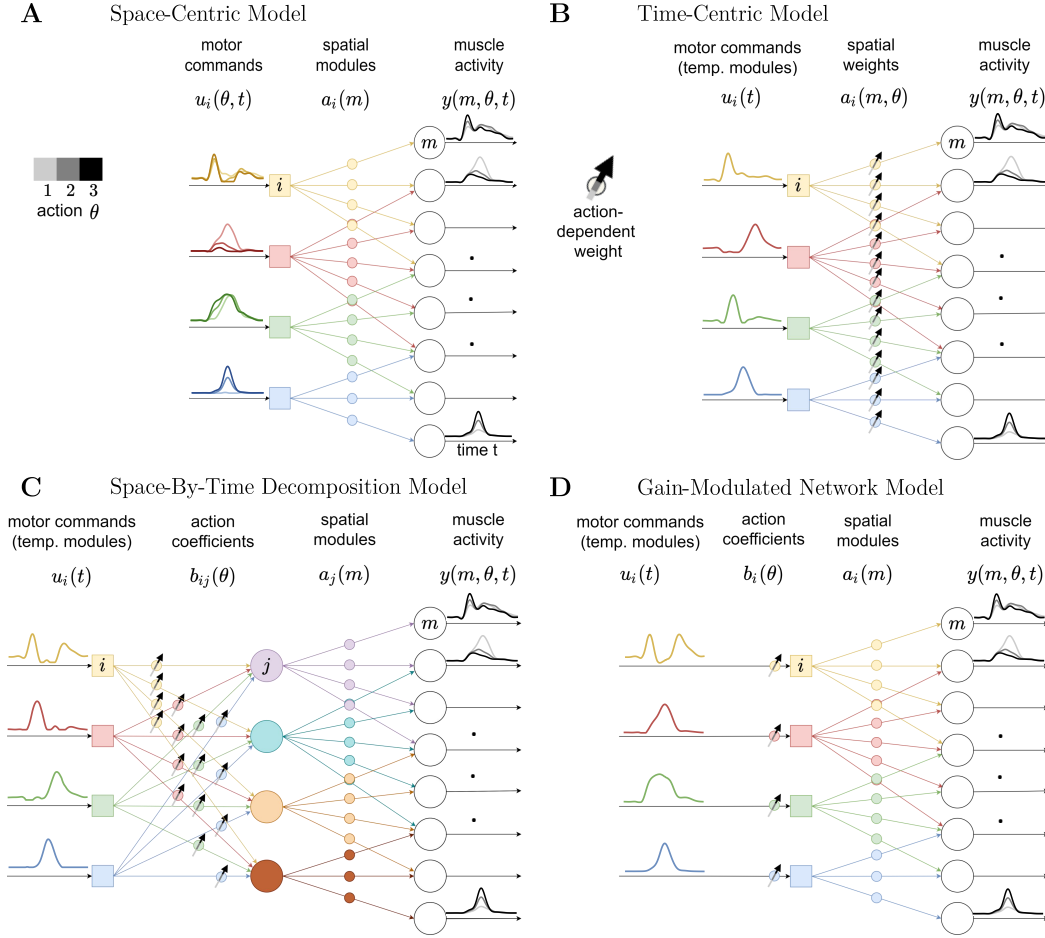 A Space-Centric Model
motor commands
spatial modules
muscle activity
u_i(θ, t)
a_i(m)
y(m, θ, t)
m
i
1 2 3
action θ
time t
B Time-Centric Model
motor commands
(temp. modules)
spatial weights
muscle activity
u_i(t)
a_i(m, θ)
y(m, θ, t)
m
i
action-
dependent
weight
C Space-By-Time Decomposition Model
motor commands
(temp. modules)
action coefficients
spatial modules
muscle activity
u_i(t)
b_ij(θ)
a_j(m)
y(m, θ, t)
m
i
j
D Gain-Modulated Network Model
motor commands
(temp. modules)
action coefficients
spatial modules
muscle activity
u_i(t)
b_i(θ)
a_i(m)
y(m, θ, t)
m
i